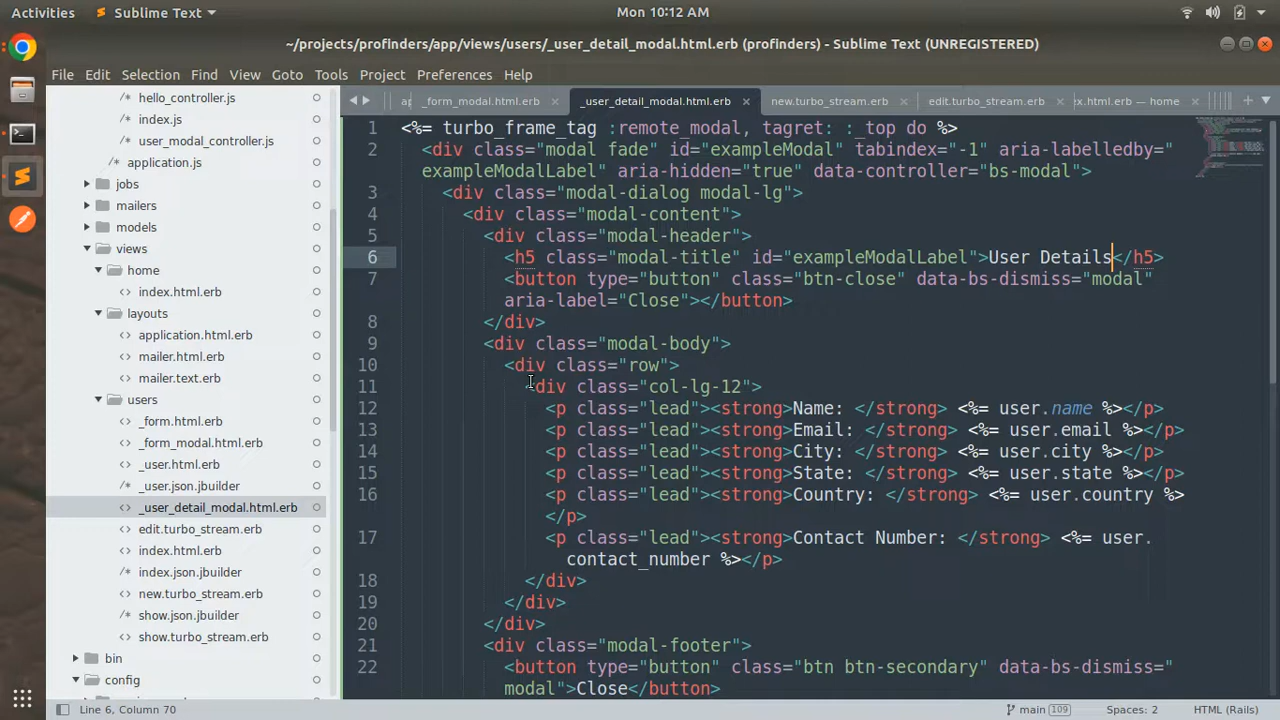 Activities Sublime Text Mon 10:12 AM
~/projects/profinders/app/views/users/_user_detail_modal.html.erb (profinders) - Sublime Text (UNREGISTERED)
File Edit Selection Find View Goto Tools Project Preferences Help
/* hello_controller.js
/* index.js
/* user_modal_controller.js
/* application.js
jobs
mailers
models
views
home
<> index.html.erb
layouts
<> application.html.erb
<> mailer.html.erb
<> mailer.text.erb
users
<> _form.html.erb
<> _form_modal.html.erb
<> _user.html.erb
/* _user.json.jbuilder
<> _user_detail_modal.html.erb
<> edit.turbo_stream.erb
<> index.html.erb
/* index.json.jbuilder
<> new.turbo_stream.erb
/* show.json.jbuilder
<> show.turbo_stream.erb
bin
config
_form_modal.html.erb × _user_detail_modal.html.erb × new.turbo_stream.erb × edit.turbo_stream.erb × x.html.erb — home ×
1 <%= turbo_frame_tag :remote_modal, tagret: :_top do %>
2 <div class="modal fade" id="exampleModal" tabindex="-1" aria-labelledby="
exampleModalLabel" aria-hidden="true" data-controller="bs-modal">
3 <div class="modal-dialog modal-lg">
4 <div class="modal-content">
5 <div class="modal-header">
6 <h5 class="modal-title" id="exampleModalLabel">User Details</h5>
7 <button type="button" class="btn-close" data-bs-dismiss="modal"
aria-label="Close"></button>
8 </div>
9 <div class="modal-body">
10 <div class="row">
11 <div class="col-lg-12">
12 <p class="lead"><strong>Name: </strong> <%= user.name %></p>
13 <p class="lead"><strong>Email: </strong> <%= user.email %></p>
14 <p class="lead"><strong>City: </strong> <%= user.city %></p>
15 <p class="lead"><strong>State: </strong> <%= user.state %></p>
16 <p class="lead"><strong>Country: </strong> <%= user.country %>
</p>
17 <p class="lead"><strong>Contact Number: </strong> <%= user.
contact_number %></p>
18 </div>
19 </div>
20 </div>
21 <div class="modal-footer">
22 <button type="button" class="btn btn-secondary" data-bs-dismiss="
modal">Close</button>
Line 6, Column 70 main 109 Spaces: 2 HTML (Rails)